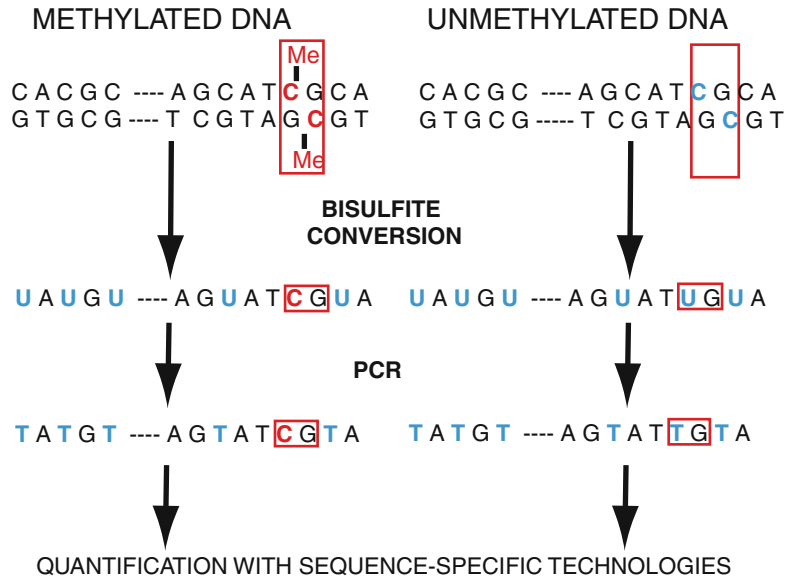 METHYLATED DNA UNMETHYLATED DNA
Me
CACGC ---- AGCATCGCA CACGC ---- AGCATCGCA
GTGCG ---- TCGTAGCGT GTGCG ----- TCGTAGCGT
Me
BISULFITE
CONVERSION
UAUGU ---- AGUATCGUA UAUGU ---- AGUATUGUA
PCR
TATGT ---- AGTATCGTA TATGT ---- AGTATTGTA
QUANTIFICATION WITH SEQUENCE-SPECIFIC TECHNOLOGIES